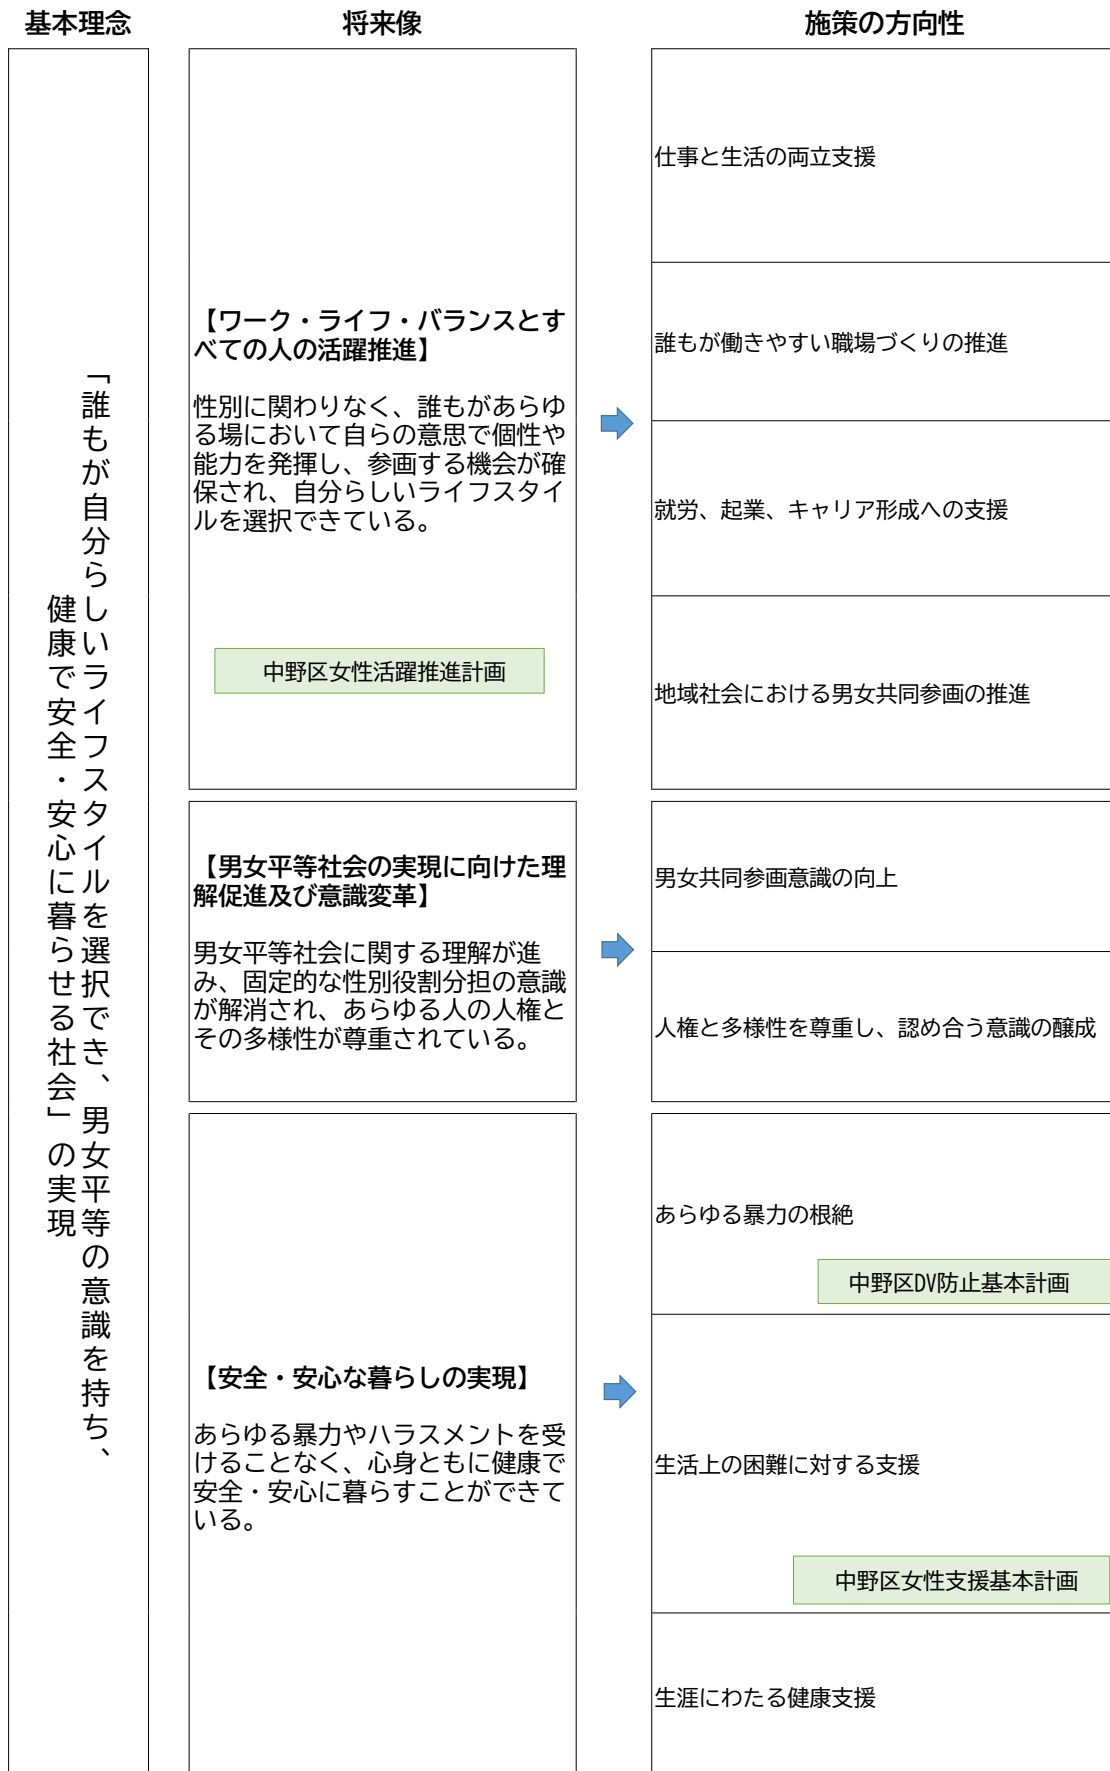 基本理念
将来像
施策の方向性
「誰もが自分らしいライフスタイルを選択でき、男女平等の意識を持ち、
健康で安全・安心に暮らせる社会」の実現
【ワーク・ライフ・バランスとす
べての人の活躍推進】
性別に関わりなく、誰もがあらゆ
る場において自らの意思で個性や
能力を発揮し、参画する機会が確
保され、自分らしいライフスタイ
ルを選択できている。
中野区女性活躍推進計画
仕事と生活の両立支援
誰もが働きやすい職場づくりの推進
就労、起業、キャリア形成への支援
地域社会における男女共同参画の推進
【男女平等社会の実現に向けた理
解促進及び意識変革】
男女平等社会に関する理解が進
み、固定的な性別役割分担の意識
が解消され、あらゆる人の人権と
その多様性が尊重されている。
男女共同参画意識の向上
人権と多様性を尊重し、認め合う意識の醸成
【安全・安心な暮らしの実現】
あらゆる暴力やハラスメントを受
けることなく、心身ともに健康で
安全・安心に暮らすことができて
いる。
あらゆる暴力の根絶
中野区DV防止基本計画
生活上の困難に対する支援
中野区女性支援基本計画
生涯にわたる健康支援